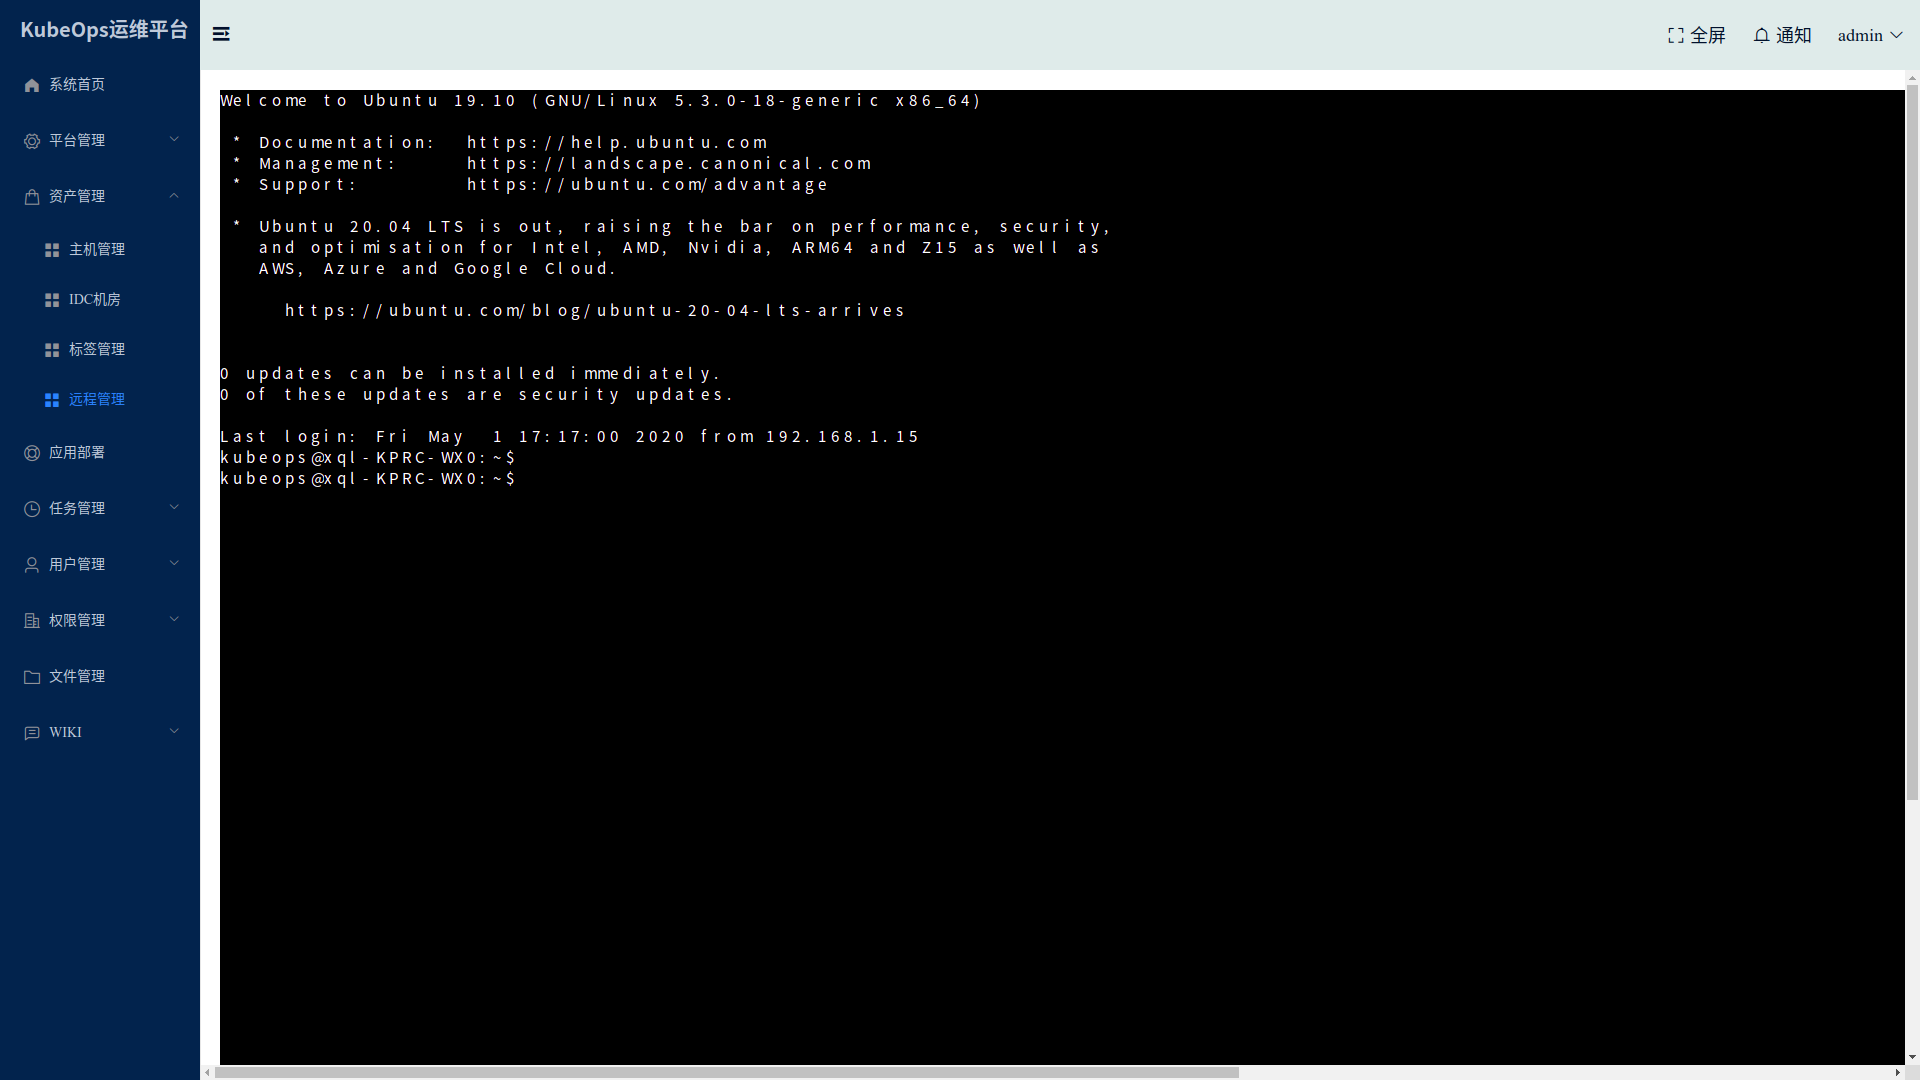 KubeOps运维平台
全屏
通知
admin
系统首页
平台管理
资产管理
主机管理
IDC机房
标签管理
远程管理
应用部署
任务管理
用户管理
权限管理
文件管理
WIKI
Welcome to Ubuntu 19.10 (GNU/Linux 5.3.0-18-generic x86_64)
* Documentation:  https://help.ubuntu.com
* Management:     https://landscape.canonical.com
* Support:        https://ubuntu.com/advantage
* Ubuntu 20.04 LTS is out, raising the bar on performance, security,
and optimisation for Intel, AMD, Nvidia, ARM64 and Z15 as well as
AWS, Azure and Google Cloud.
https://ubuntu.com/blog/ubuntu-20-04-lts-arrives
0 updates can be installed immediately.
0 of these updates are security updates.
Last login: Fri May  1 17:17:00 2020 from 192.168.1.15
kubeops@xql-KPRC-WX0:~$
kubeops@xql-KPRC-WX0:~$